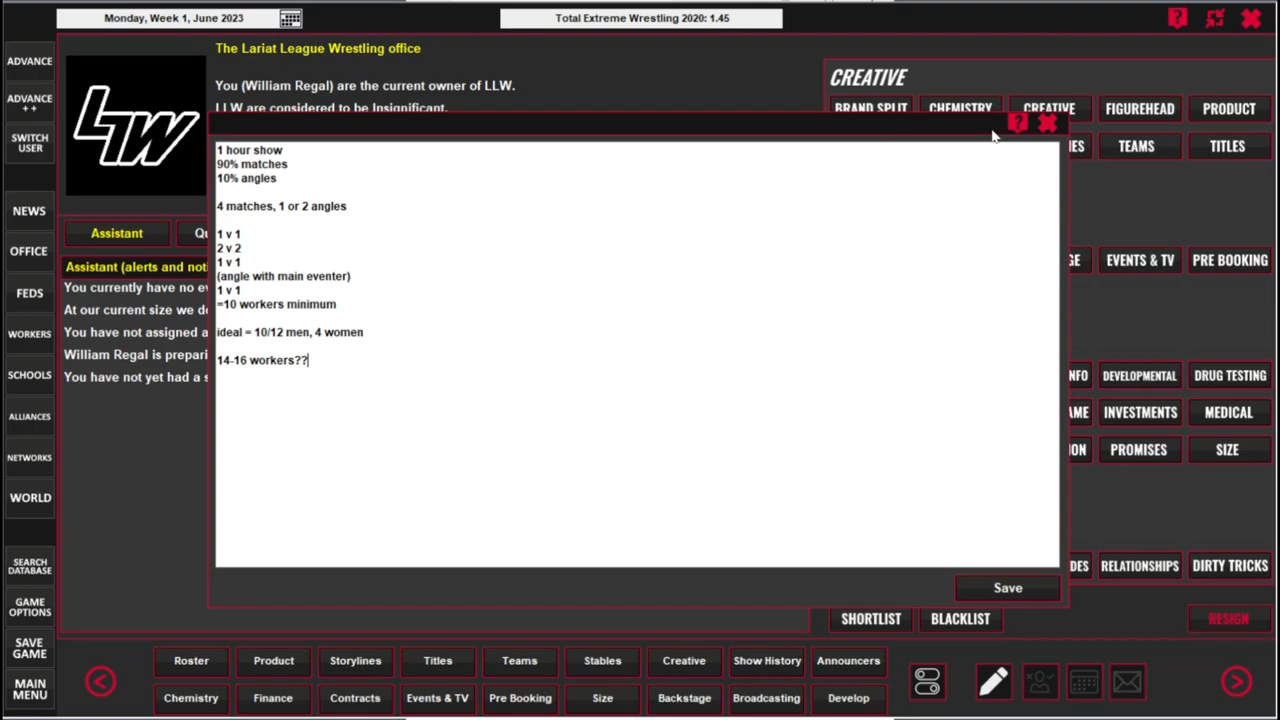 Monday, Week 1, June 2023
Total Extreme Wrestling 2020: 1.45
ADVANCE
ADVANCE
++
SWITCH
USER
NEWS
OFFICE
FEDS
WORKERS
SCHOOLS
ALLIANCES
NETWORKS
WORLD
SEARCH
DATABASE
GAME
OPTIONS
SAVE
GAME
MAIN
MENU
LLW
The Lariat League Wrestling office
You (William Regal) are the current owner of LLW.
LLW are considered to be Insignificant.
Assistant
Qu
Assistant (alerts and noti
You currently have no ev
At our current size we do
You have not assigned a
William Regal is prepari
You have not yet had a s
1 hour show
90% matches
10% angles
4 matches, 1 or 2 angles
1 v 1
2 v 2
1 v 1
(angle with main eventer)
1 v 1
=10 workers minimum
ideal = 10/12 men, 4 women
14-16 workers??
Save
CREATIVE
BRAND SPLIT CHEMISTRY CREATIVE FIGUREHEAD PRODUCT
IES TEAMS TITLES
GE EVENTS & TV PRE BOOKING
NFO DEVELOPMENTAL DRUG TESTING
AME INVESTMENTS MEDICAL
ION PROMISES SIZE
DES RELATIONSHIPS DIRTY TRICKS
SHORTLIST BLACKLIST RESIGN
Roster Product Storylines Titles Teams Stables Creative Show History Announcers
Chemistry Finance Contracts Events & TV Pre Booking Size Backstage Broadcasting Develop